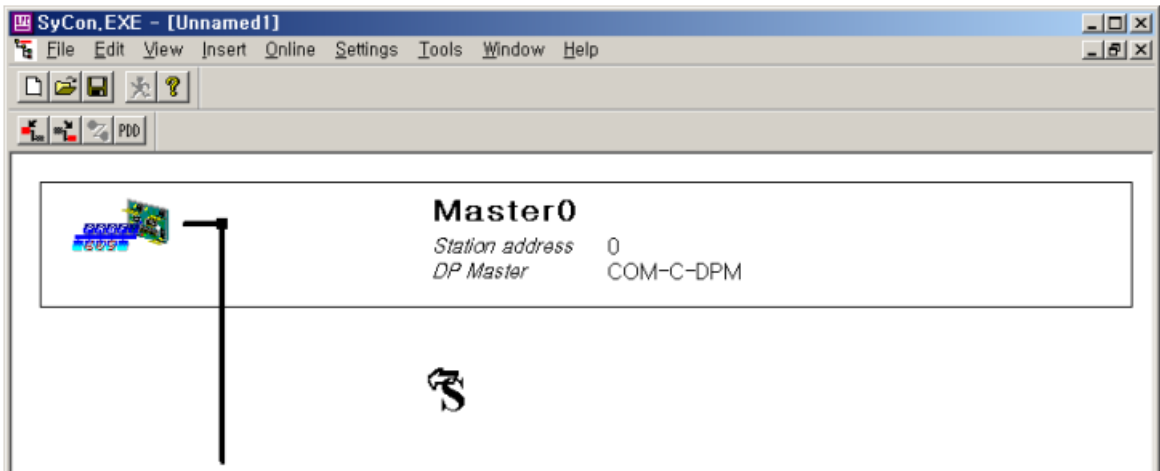 SyCon.EXE - [Unnamed1]
File Edit View Insert Online Settings Tools Window Help
PDD
Master0
Station address 0
DP Master COM-C-DPM
S